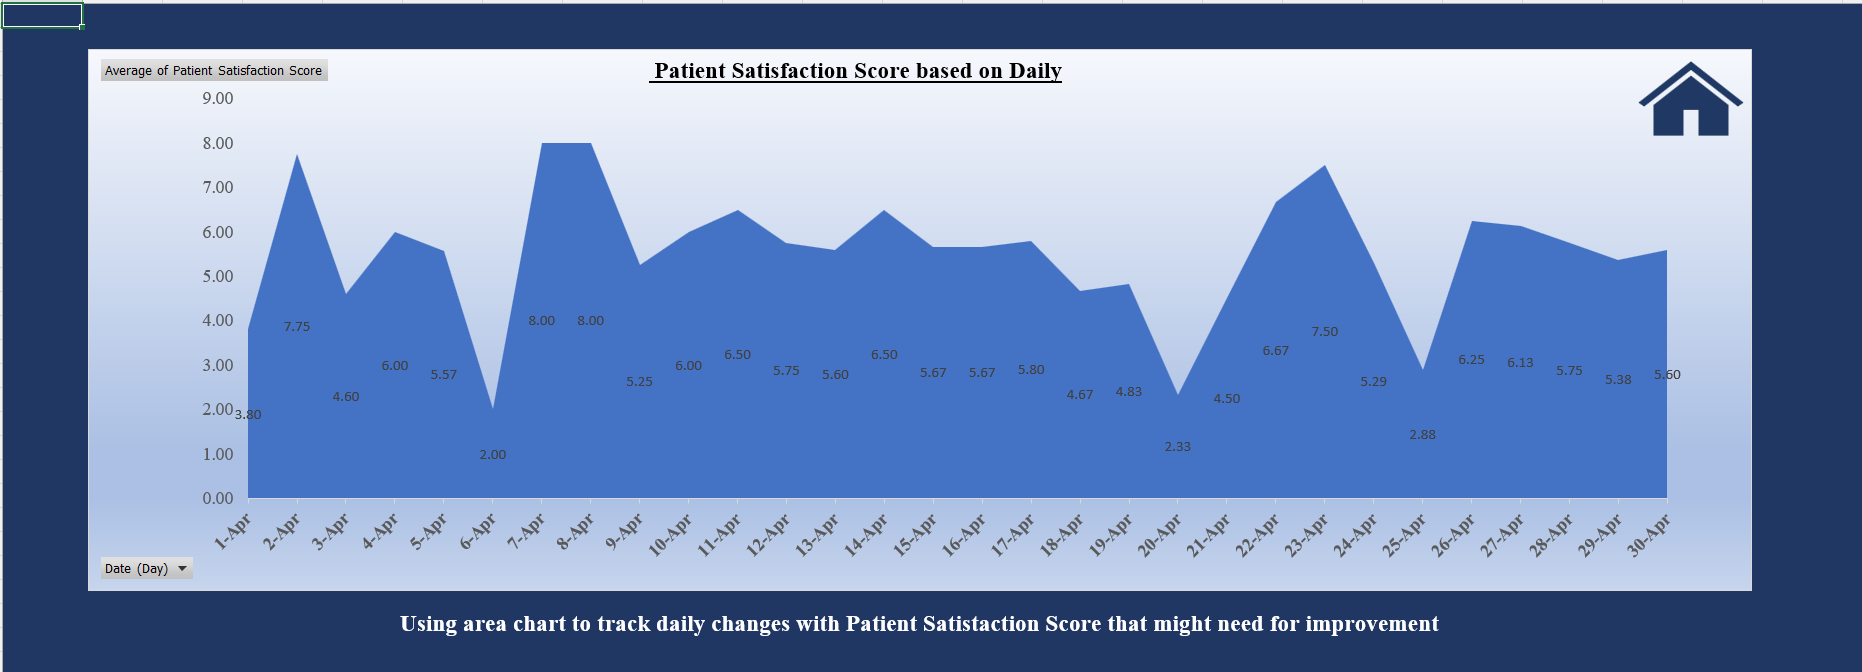 Average of Patient Satisfaction Score
Patient Satisfaction Score based on Daily
9.00
8.00
7.00
6.00
5.00
4.00
3.00
2.00
1.00
0.00
3.80
7.75
4.60
6.00
5.57
2.00
8.00
8.00
5.25
6.00
6.50
5.75
5.60
6.50
5.67
5.67
5.80
4.67
4.83
2.33
4.50
6.67
7.50
5.29
2.88
6.25
6.13
5.75
5.38
5.60
1-Apr
2-Apr
3-Apr
4-Apr
5-Apr
6-Apr
7-Apr
8-Apr
9-Apr
10-Apr
11-Apr
12-Apr
13-Apr
14-Apr
15-Apr
16-Apr
17-Apr
18-Apr
19-Apr
20-Apr
21-Apr
22-Apr
23-Apr
24-Apr
25-Apr
26-Apr
27-Apr
28-Apr
29-Apr
30-Apr
Date (Day)
Using area chart to track daily changes with Patient Satistaction Score that might need for improvement